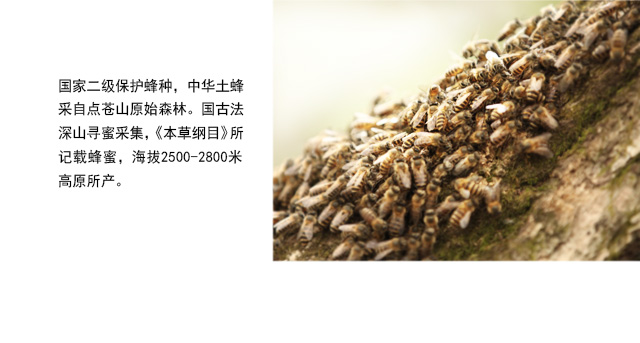 国家二级保护蜂种，中华土蜂
采自点苍山原始森林。国古法
深山寻蜜采集，《本草纲目》所
记载蜂蜜，海拔2500-2800米
高原所产。